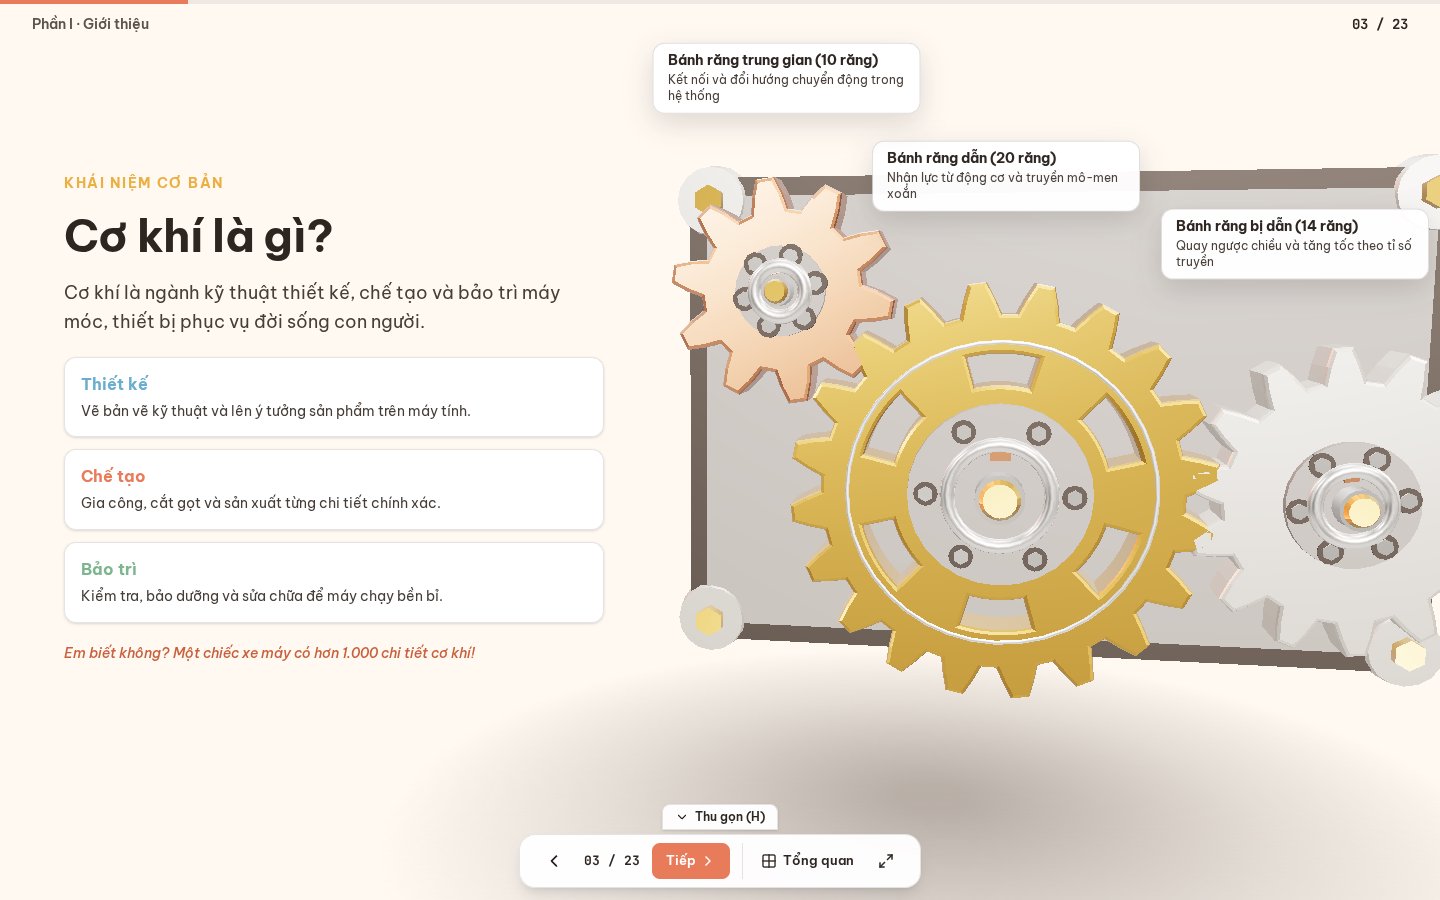 Phần I · Giới thiệu
03 / 23
KHÁI NIỆM CƠ BẢN
Cơ khí là gì?
Cơ khí là ngành kỹ thuật thiết kế, chế tạo và bảo trì máy
móc, thiết bị phục vụ đời sống con người.
Thiết kế
Vẽ bản vẽ kỹ thuật và lên ý tưởng sản phẩm trên máy tính.
Chế tạo
Gia công, cắt gọt và sản xuất từng chi tiết chính xác.
Bảo trì
Kiểm tra, bảo dưỡng và sửa chữa để máy chạy bền bỉ.
Em biết không? Một chiếc xe máy có hơn 1.000 chi tiết cơ khí!
Bánh răng trung gian (10 răng)
Kết nối và đổi hướng chuyển động trong
hệ thống
Bánh răng dẫn (20 răng)
Nhận lực từ động cơ và truyền mô-men
xoắn
Bánh răng bị dẫn (14 răng)
Quay ngược chiều và tăng tốc theo tỉ số
truyền
Thu gọn (H)
03 / 23
Tiếp
Tổng quan